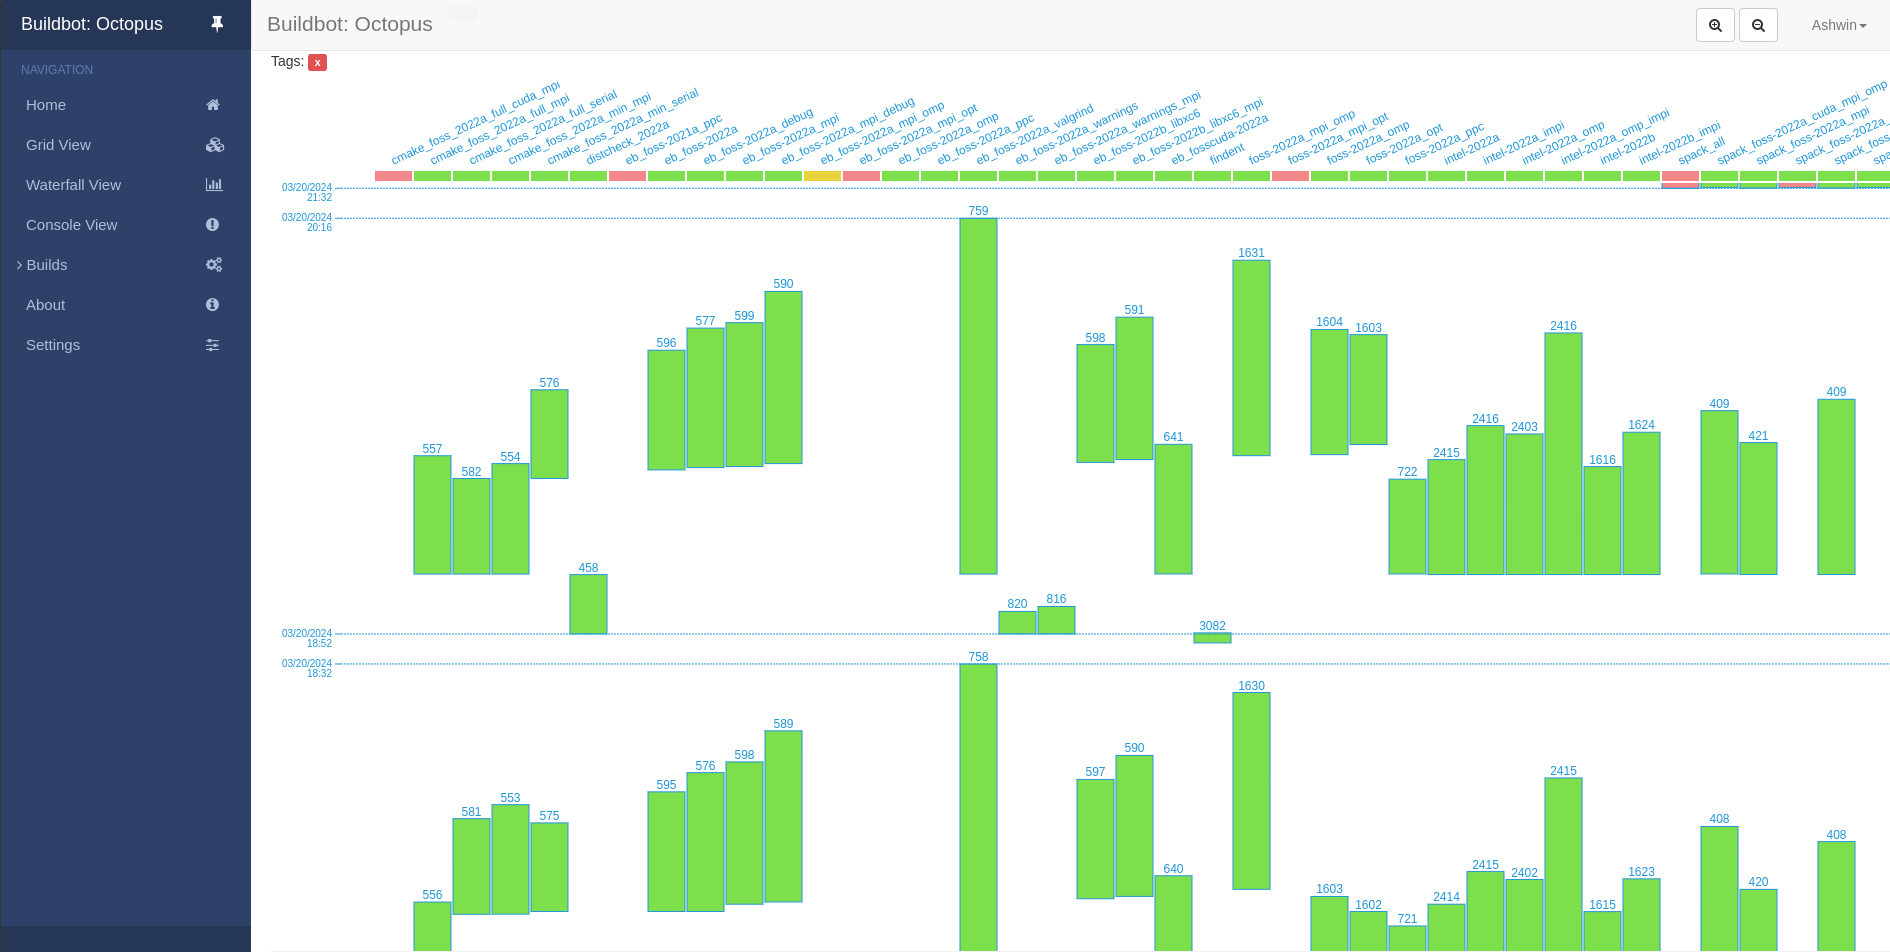 Buildbot: Octopus
NAVIGATION
Home
Grid View
Waterfall View
Console View
Builds
About
Settings
Buildbot: Octopus
Ashwin
Tags: x
cmake_foss_2022a_full_cuda_mpi
cmake_foss_2022a_full_mpi
cmake_foss_2022a_full_serial
cmake_foss_2022a_min_mpi
cmake_foss_2022a_min_serial
distcheck_2022a
eb_foss-2021a_ppc
eb_foss-2022a
eb_foss-2022a_debug
eb_foss-2022a_mpi
eb_foss-2022a_mpi_debug
eb_foss-2022a_mpi_omp
eb_foss-2022a_mpi_opt
eb_foss-2022a_omp
eb_foss-2022a_ppc
eb_foss-2022a_valgrind
eb_foss-2022a_warnings
eb_foss-2022a_warnings_mpi
eb_foss-2022b_libxc6
eb_foss-2022b_libxc6_mpi
eb_fosscuda-2022a
findent
foss-2022a_mpi_omp
foss-2022a_mpi_opt
foss-2022a_omp
foss-2022a_opt
foss-2022a_ppc
intel-2022a
intel-2022a_impi
intel-2022a_omp
intel-2022a_omp_impi
intel-2022b
intel-2022b_impi
spack_all
spack_foss-2022a_cuda_mpi_omp
spack_foss-2022a_mpi
spack_foss-2022a_
spack_foss
spa
03/20/2024
21:32
03/20/2024
20:16
759
1631
590
591
577
599
1604
1603
2416
596
598
576
409
409
2416
2403
1624
421
557
641
554
2415
1616
582
722
458
820
816
3082
03/20/2024
18:52
03/20/2024
18:32
758
1630
589
590
598
576
597
2415
595
581
553
575
408
408
640
2415
2402
1623
556
1603
1602
2414
1615
420
721